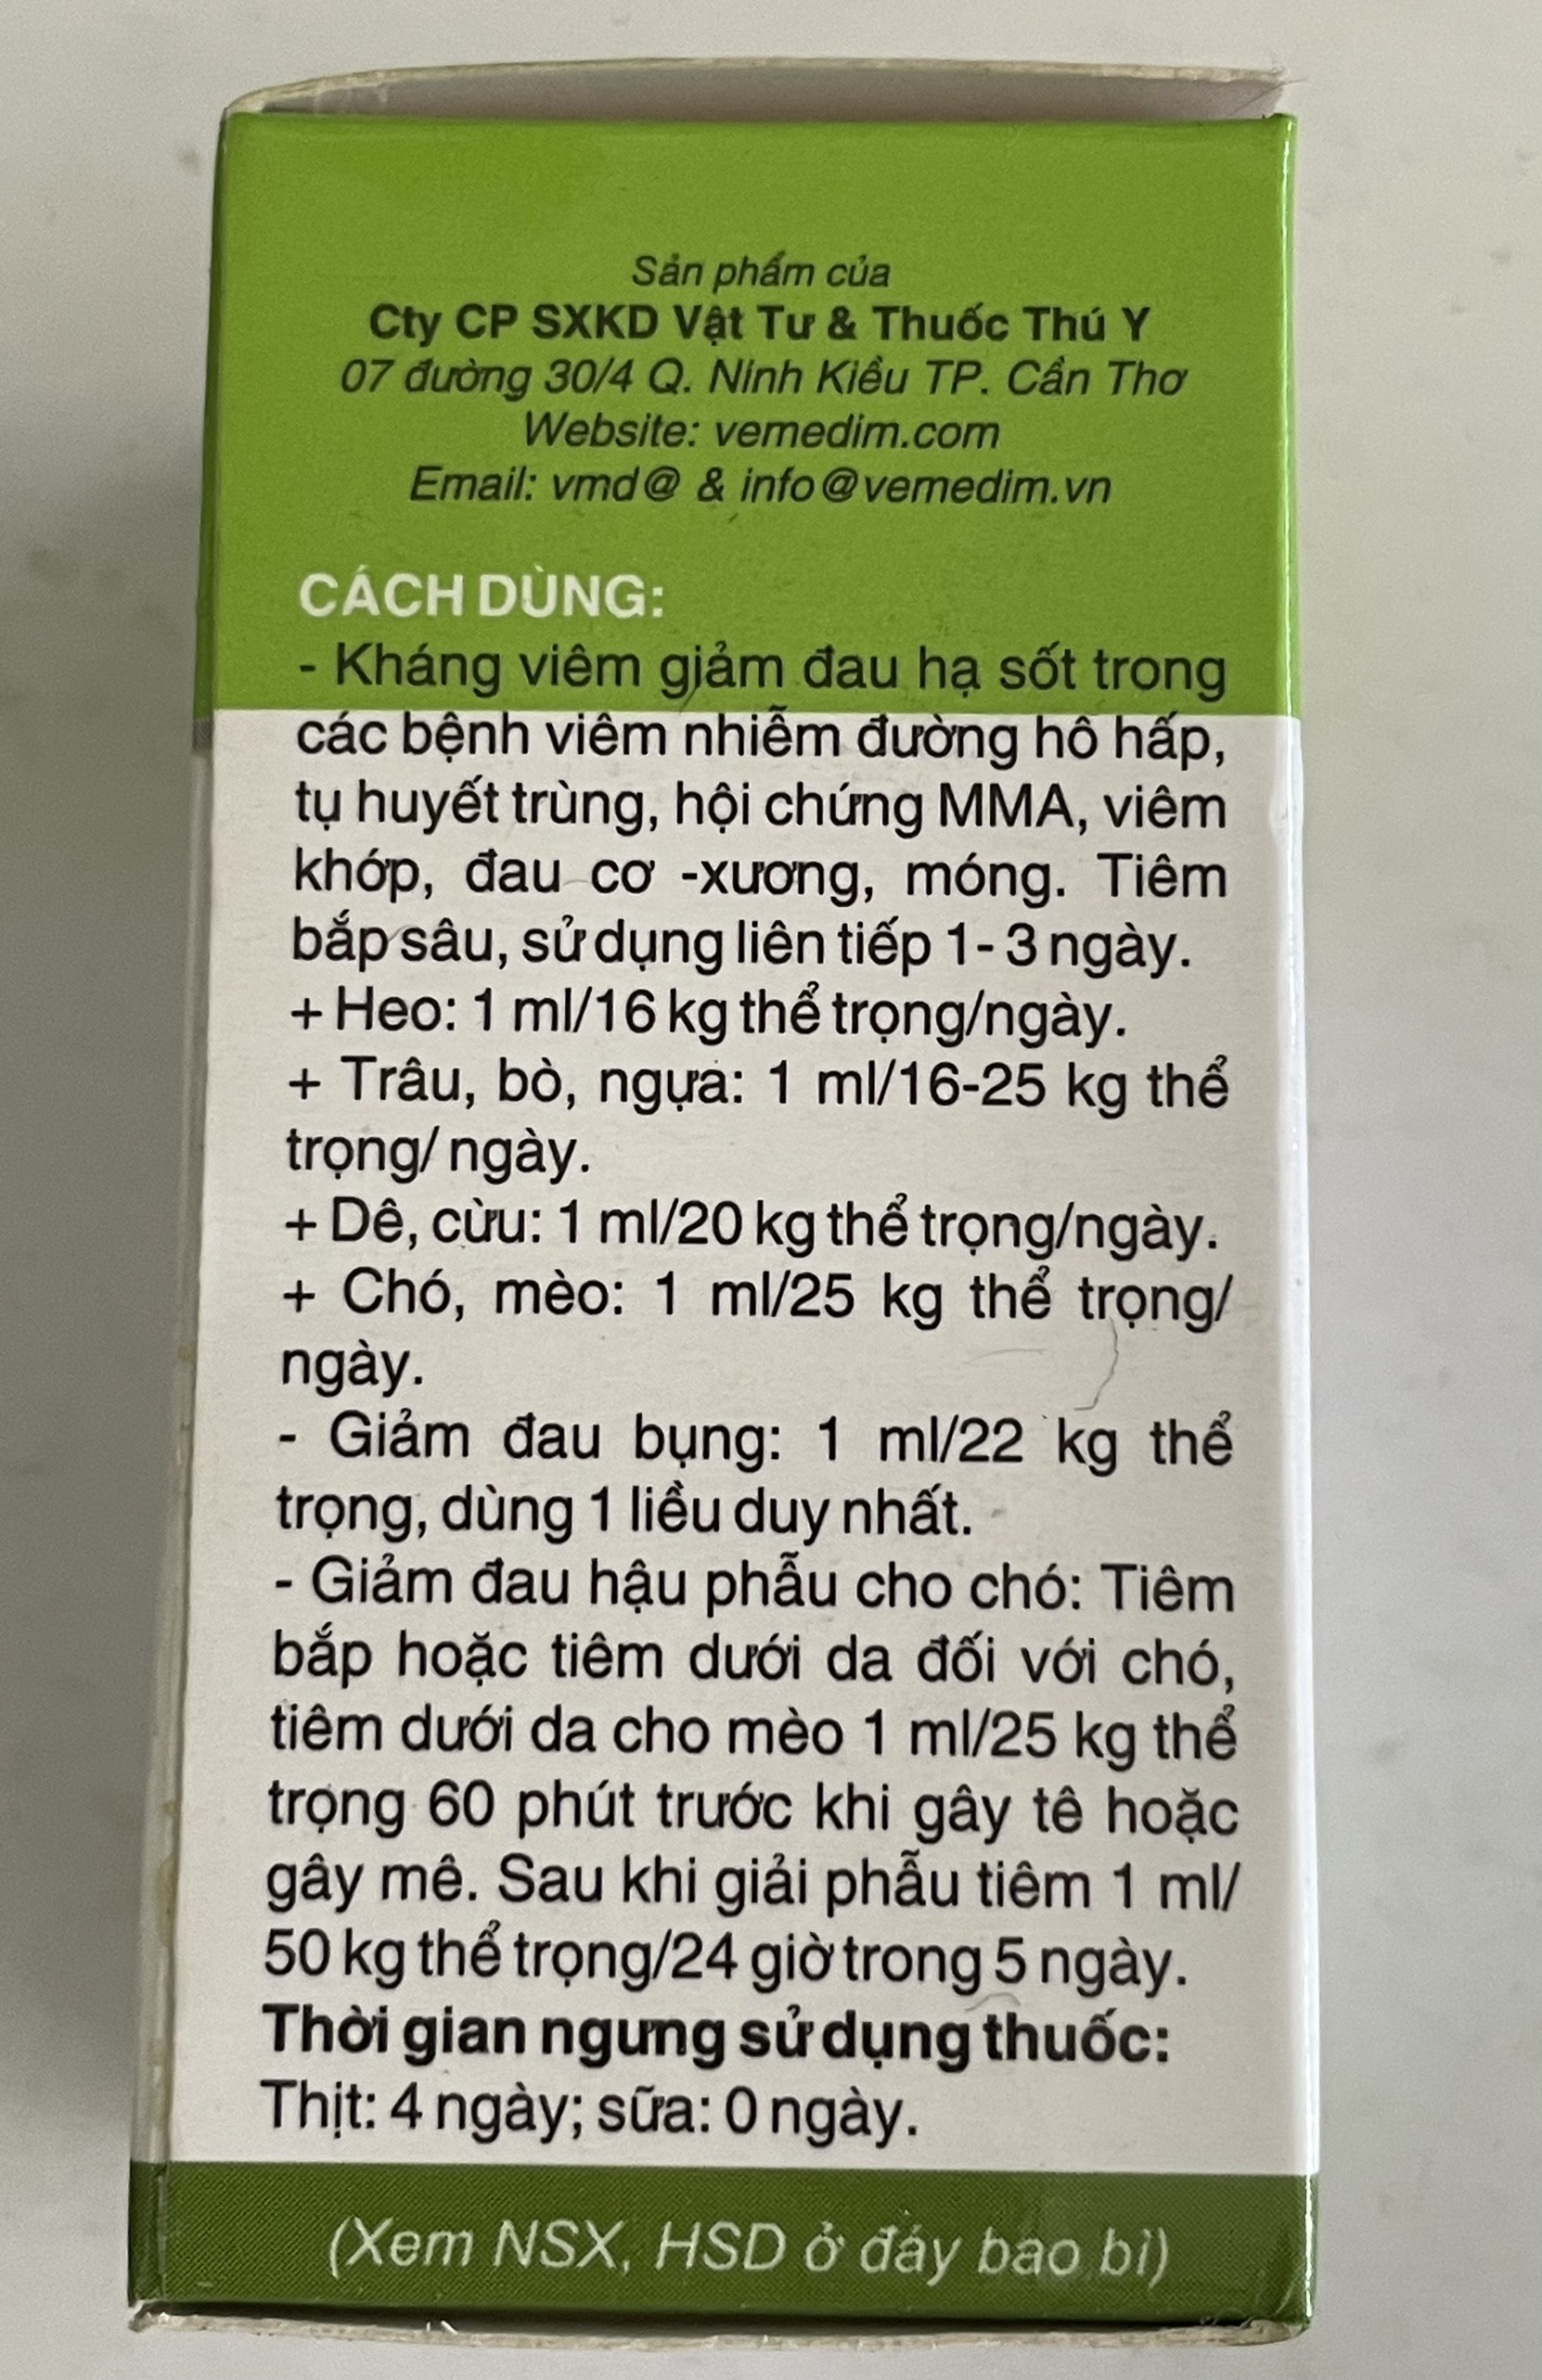 Sản phẩm của
Cty CP SXKD Vật Tư & Thuốc Thú Y
07 đường 30/4 Q. Ninh Kiều TP. Cần Thơ
Website: vemedim.com
Email: vmd@ & info@vemedim.vn
CÁCH DÙNG:
- Kháng viêm giảm đau hạ sốt trong
các bệnh viêm nhiễm đường hô hấp,
tụ huyết trùng, hội chứng MMA, viêm
khớp, đau cơ -xương, móng. Tiêm
bắp sâu, sử dụng liên tiếp 1- 3 ngày.
+ Heo: 1 ml/16 kg thể trọng/ngày.
+ Trâu, bò, ngựa: 1 ml/16-25 kg thể
trọng/ ngày.
+ Dê, cừu: 1 ml/20 kg thể trọng/ngày.
+ Chó, mèo: 1 ml/25 kg thể trọng/
ngày.
- Giảm đau bụng: 1 ml/22 kg thể
trọng, dùng 1 liều duy nhất.
- Giảm đau hậu phẫu cho chó: Tiêm
bắp hoặc tiêm dưới da đối với chó,
tiêm dưới da cho mèo 1 ml/25 kg thể
trọng 60 phút trước khi gây tê hoặc
gây mê. Sau khi giải phẫu tiêm 1 ml/
50 kg thể trọng/24 giờ trong 5 ngày.
Thời gian ngưng sử dụng thuốc:
Thịt: 4 ngày; sữa: 0 ngày.
(Xem NSX, HSD ở đáy bao bì)